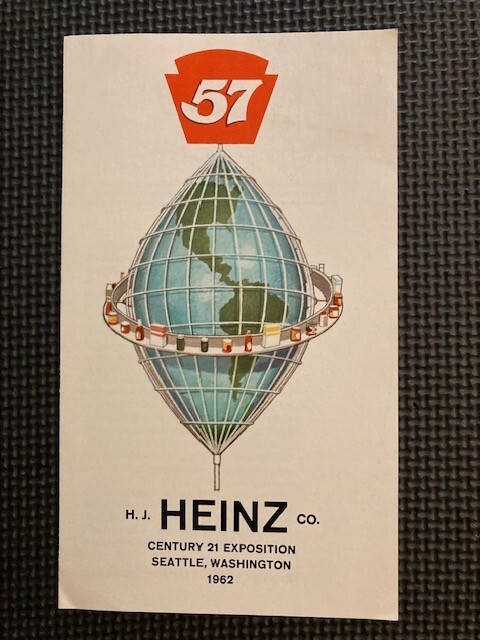 57
H. J. HEINZ CO.
CENTURY 21 EXPOSITION
SEATTLE, WASHINGTON
1962